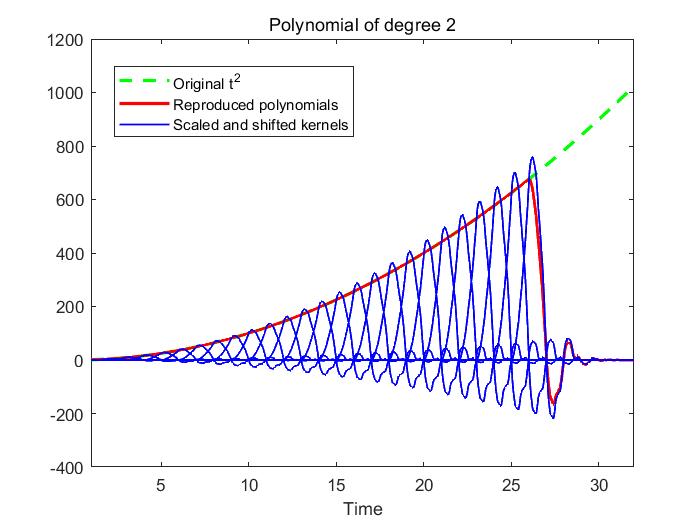 Polynomial of degree 2
1200
1000
800
600
400
200
0
-200
-400
Original t²
Reproduced polynomials
Scaled and shifted kernels
5 10 15 20 25 30
Time